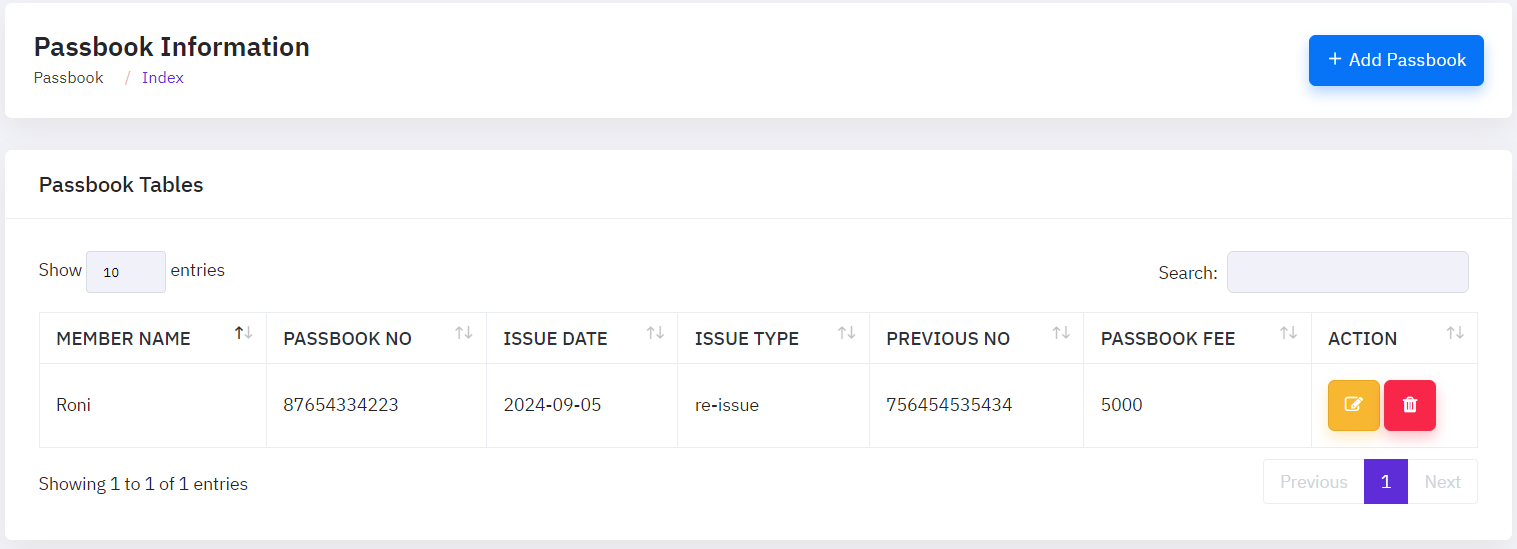 Passbook Information
Passbook / Index
+ Add Passbook
Passbook Tables
Show 10 entries
Search:
MEMBER NAME PASSBOOK NO ISSUE DATE ISSUE TYPE PREVIOUS NO PASSBOOK FEE ACTION
Roni 87654334223 2024-09-05 re-issue 756454535434 5000
Showing 1 to 1 of 1 entries
Previous 1 Next